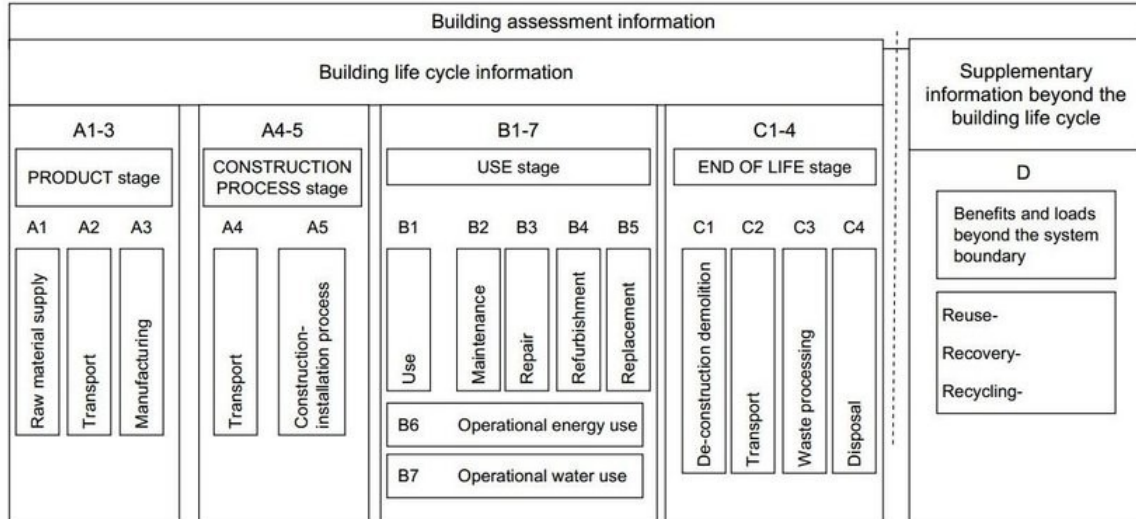 Building assessment information
Building life cycle information
Supplementary
information beyond the
building life cycle
A1-3
A4-5
B1-7
C1-4
D
PRODUCT stage
CONSTRUCTION
PROCESS stage
USE stage
END OF LIFE stage
Benefits and loads
beyond the system
boundary
A1
A2
A3
A4
A5
B1
B2
B3
B4
B5
C1
C2
C3
C4
Raw material supply
Transport
Manufacturing
Transport
Construction-
installation process
Use
Maintenance
Repair
Refurbishment
Replacement
De-construction demolition
Transport
Waste processing
Disposal
B6 Operational energy use
B7 Operational water use
Reuse-
Recovery-
Recycling-